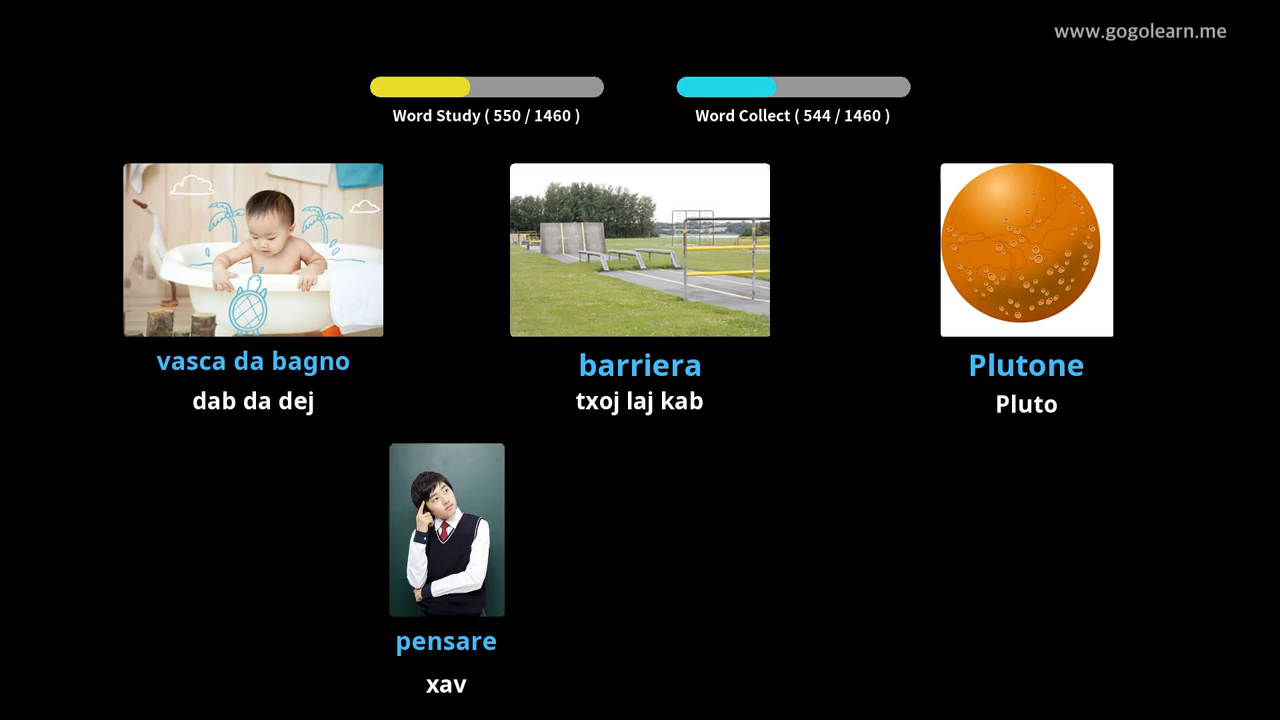 www.gogolearn.me
Word Study ( 550 / 1460 )
Word Collect ( 544 / 1460 )
vasca da bagno
dab da dej
barriera
txoj laj kab
Plutone
Pluto
pensare
xav